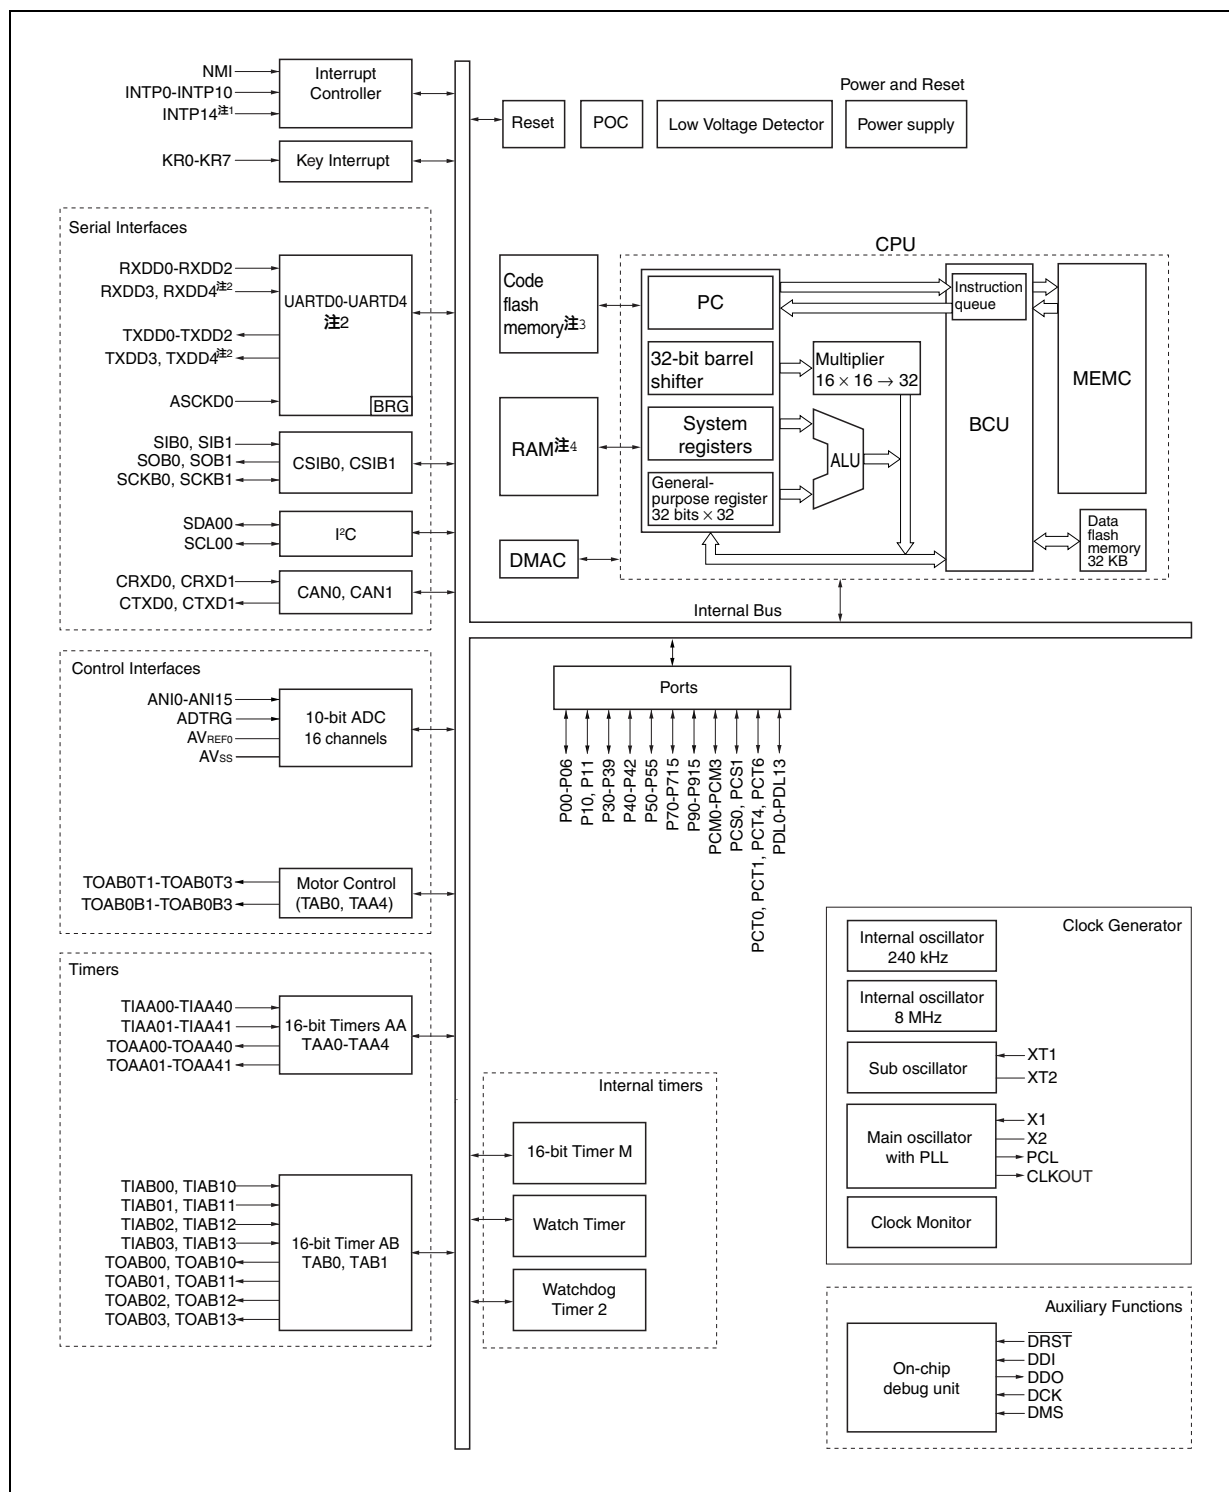 NMI
INTP0-INTP10
INTP14注1
Interrupt
Controller
KR0-KR7
Key Interrupt
Power and Reset
Reset
POC
Low Voltage Detector
Power supply
Serial Interfaces
RXDD0-RXDD2
RXDD3, RXDD4注2
TXDD0-TXDD2
TXDD3, TXDD4注2
ASCKD0
UARTD0-UARTD4
注2
BRG
SIB0, SIB1
SOB0, SOB1
SCKB0, SCKB1
CSIB0, CSIB1
SDA00
SCL00
I²C
CRXD0, CRXD1
CTXD0, CTXD1
CAN0, CAN1
Code
flash
memory注3
RAM注4
DMAC
CPU
PC
32-bit barrel
shifter
System
registers
General-
purpose register
32 bits × 32
Multiplier
16 × 16 → 32
ALU
Instruction
queue
BCU
MEMC
Data
flash
memory
32 KB
Internal Bus
Control Interfaces
ANI0-ANI15
ADTRG
AVREF0
AVSS
10-bit ADC
16 channels
TOAB0T1-TOAB0T3
TOAB0B1-TOAB0B3
Motor Control
(TAB0, TAA4)
Ports
P00-P06
P10, P11
P30-P39
P40-P42
P50-P55
P70-P715
P90-P915
PCM0-PCM3
PCS0, PCS1
PCT0, PCT1, PCT4, PCT6
PDL0-PDL13
Timers
TIAA00-TIAA40
TIAA01-TIAA41
TOAA00-TOAA40
TOAA01-TOAA41
16-bit Timers AA
TAA0-TAA4
TIAB00, TIAB10
TIAB01, TIAB11
TIAB02, TIAB12
TIAB03, TIAB13
TOAB00, TOAB10
TOAB01, TOAB11
TOAB02, TOAB12
TOAB03, TOAB13
16-bit Timer AB
TAB0, TAB1
Internal timers
16-bit Timer M
Watch Timer
Watchdog
Timer 2
Clock Generator
Internal oscillator
240 kHz
Internal oscillator
8 MHz
Sub oscillator
XT1
XT2
Main oscillator
with PLL
X1
X2
PCL
CLKOUT
Clock Monitor
Auxiliary Functions
On-chip
debug unit
DRST
DDI
DDO
DCK
DMS